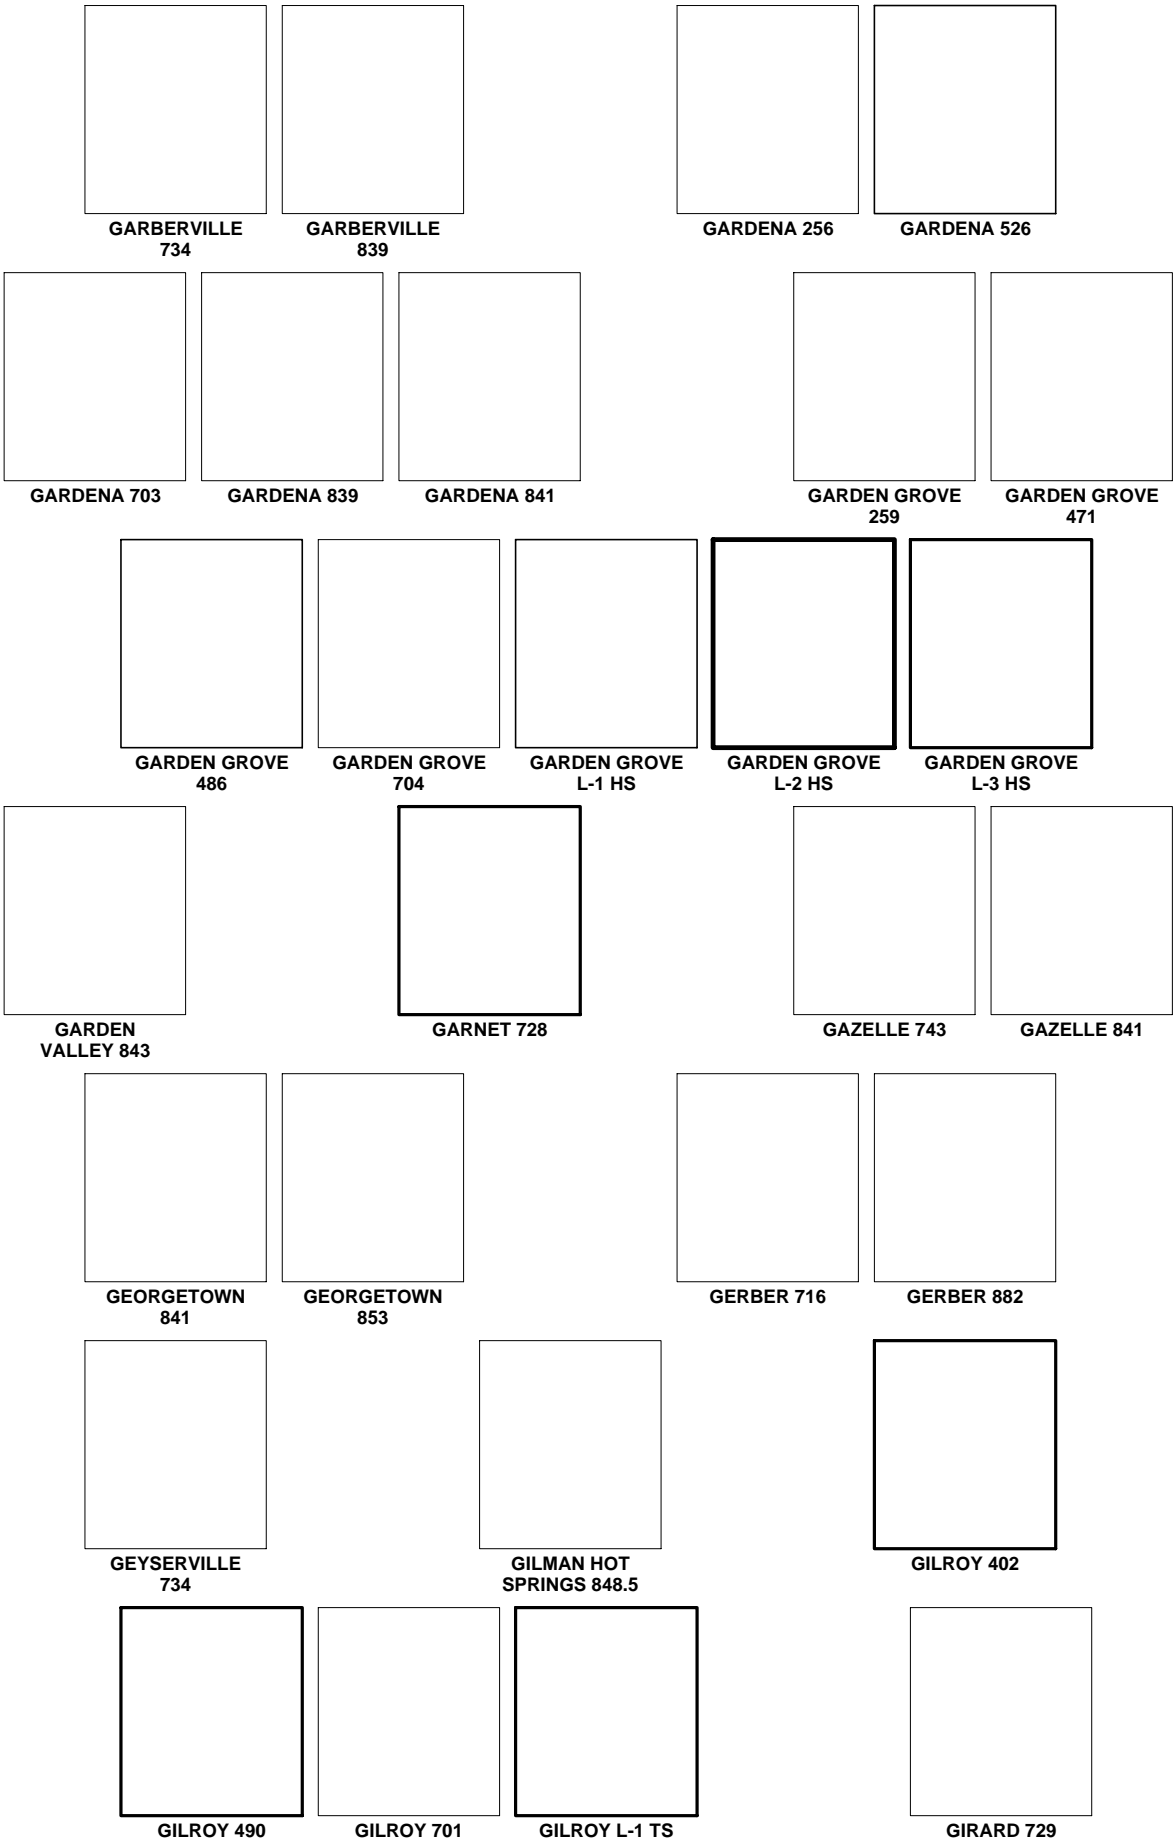 GARBERVILLE
734
GARBERVILLE
839
GARDENA 256
GARDENA 526
GARDENA 703
GARDENA 839
GARDENA 841
GARDEN GROVE
259
GARDEN GROVE
471
GARDEN GROVE
486
GARDEN GROVE
704
GARDEN GROVE
L-1 HS
GARDEN GROVE
L-2 HS
GARDEN GROVE
L-3 HS
GARDEN
VALLEY 843
GARNET 728
GAZELLE 743
GAZELLE 841
GEORGETOWN
841
GEORGETOWN
853
GERBER 716
GERBER 882
GEYSERVILLE
734
GILMAN HOT
SPRINGS 848.5
GILROY 402
GILROY 490
GILROY 701
GILROY L-1 TS
GIRARD 729